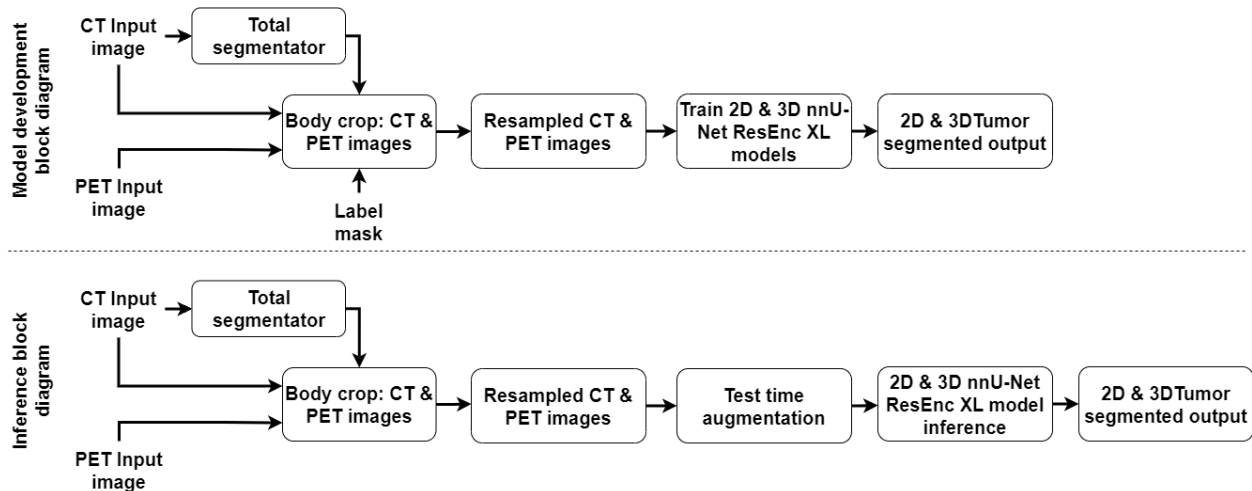 Model development
block diagram
CT Input
image
Total
segmentator
PET Input
image
Body crop: CT &
PET images
Label
mask
Resampled CT &
PET images
Train 2D & 3D nnU-
Net ResEnc XL
models
2D & 3DTumor
segmented output
Inference block
diagram
CT Input
image
Total
segmentator
PET Input
image
Body crop: CT &
PET images
Resampled CT &
PET images
Test time
augmentation
2D & 3D nnU-Net
ResEnc XL model
inference
2D & 3DTumor
segmented output